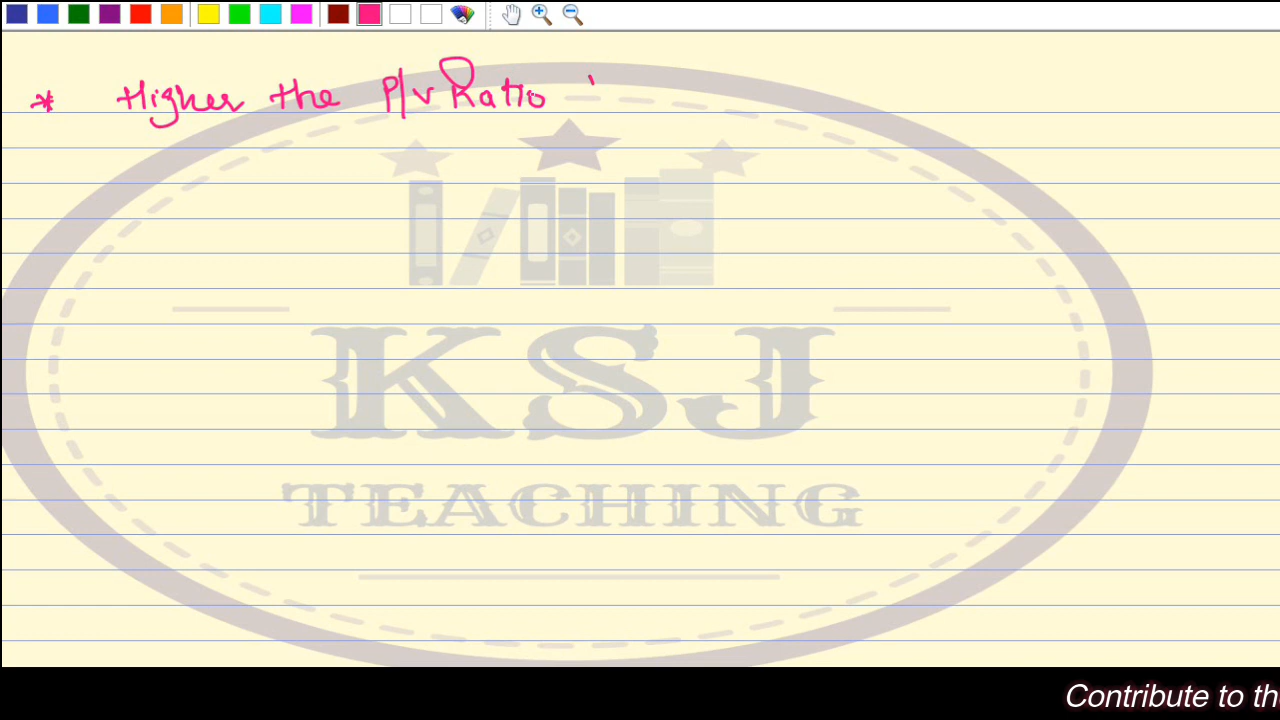 * Higher the P/v Ratio
KSJ
TEACHING
Contribute to th